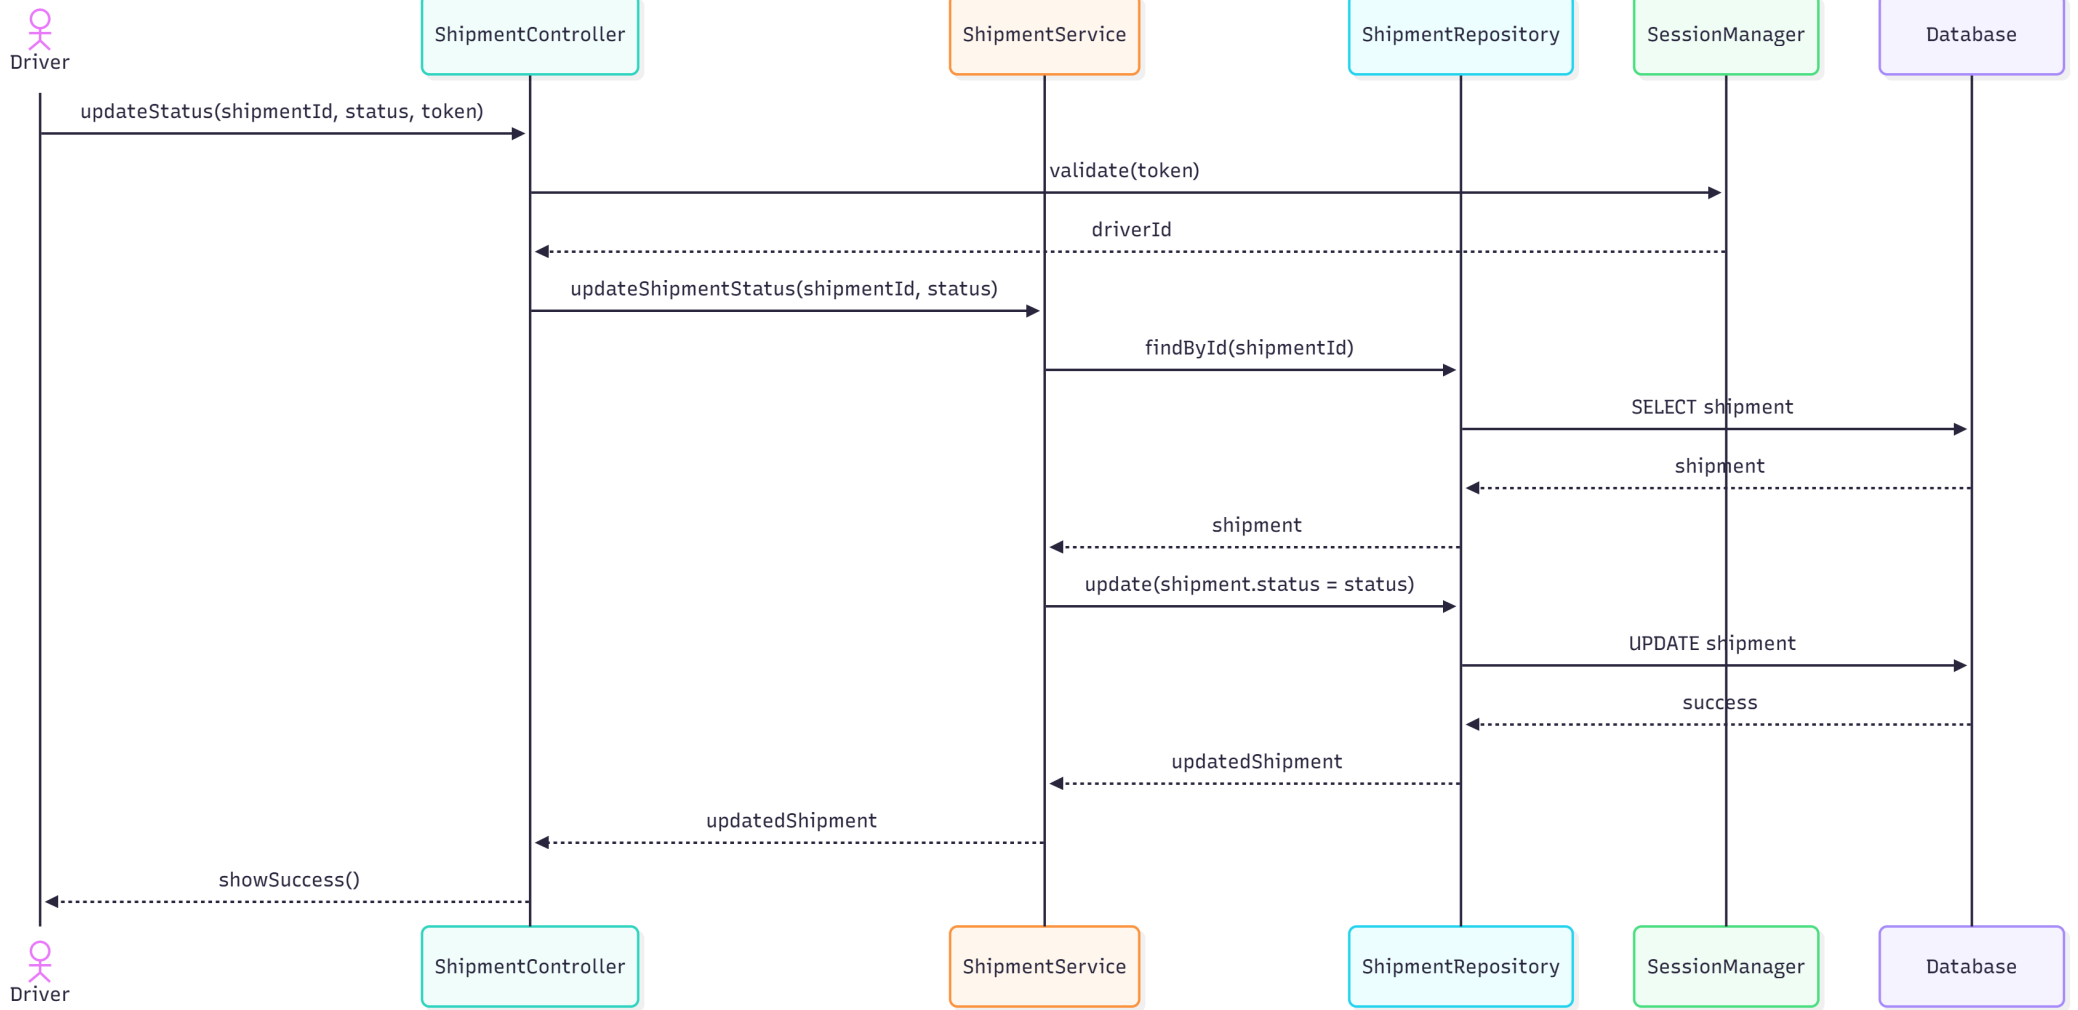 Driver
ShipmentController
ShipmentService
ShipmentRepository
SessionManager
Database
updateStatus(shipmentId, status, token)
validate(token)
driverId
updateShipmentStatus(shipmentId, status)
findById(shipmentId)
SELECT shipment
shipment
shipment
update(shipment.status = status)
UPDATE shipment
success
updatedShipment
updatedShipment
showSuccess()
Driver
ShipmentController
ShipmentService
ShipmentRepository
SessionManager
Database